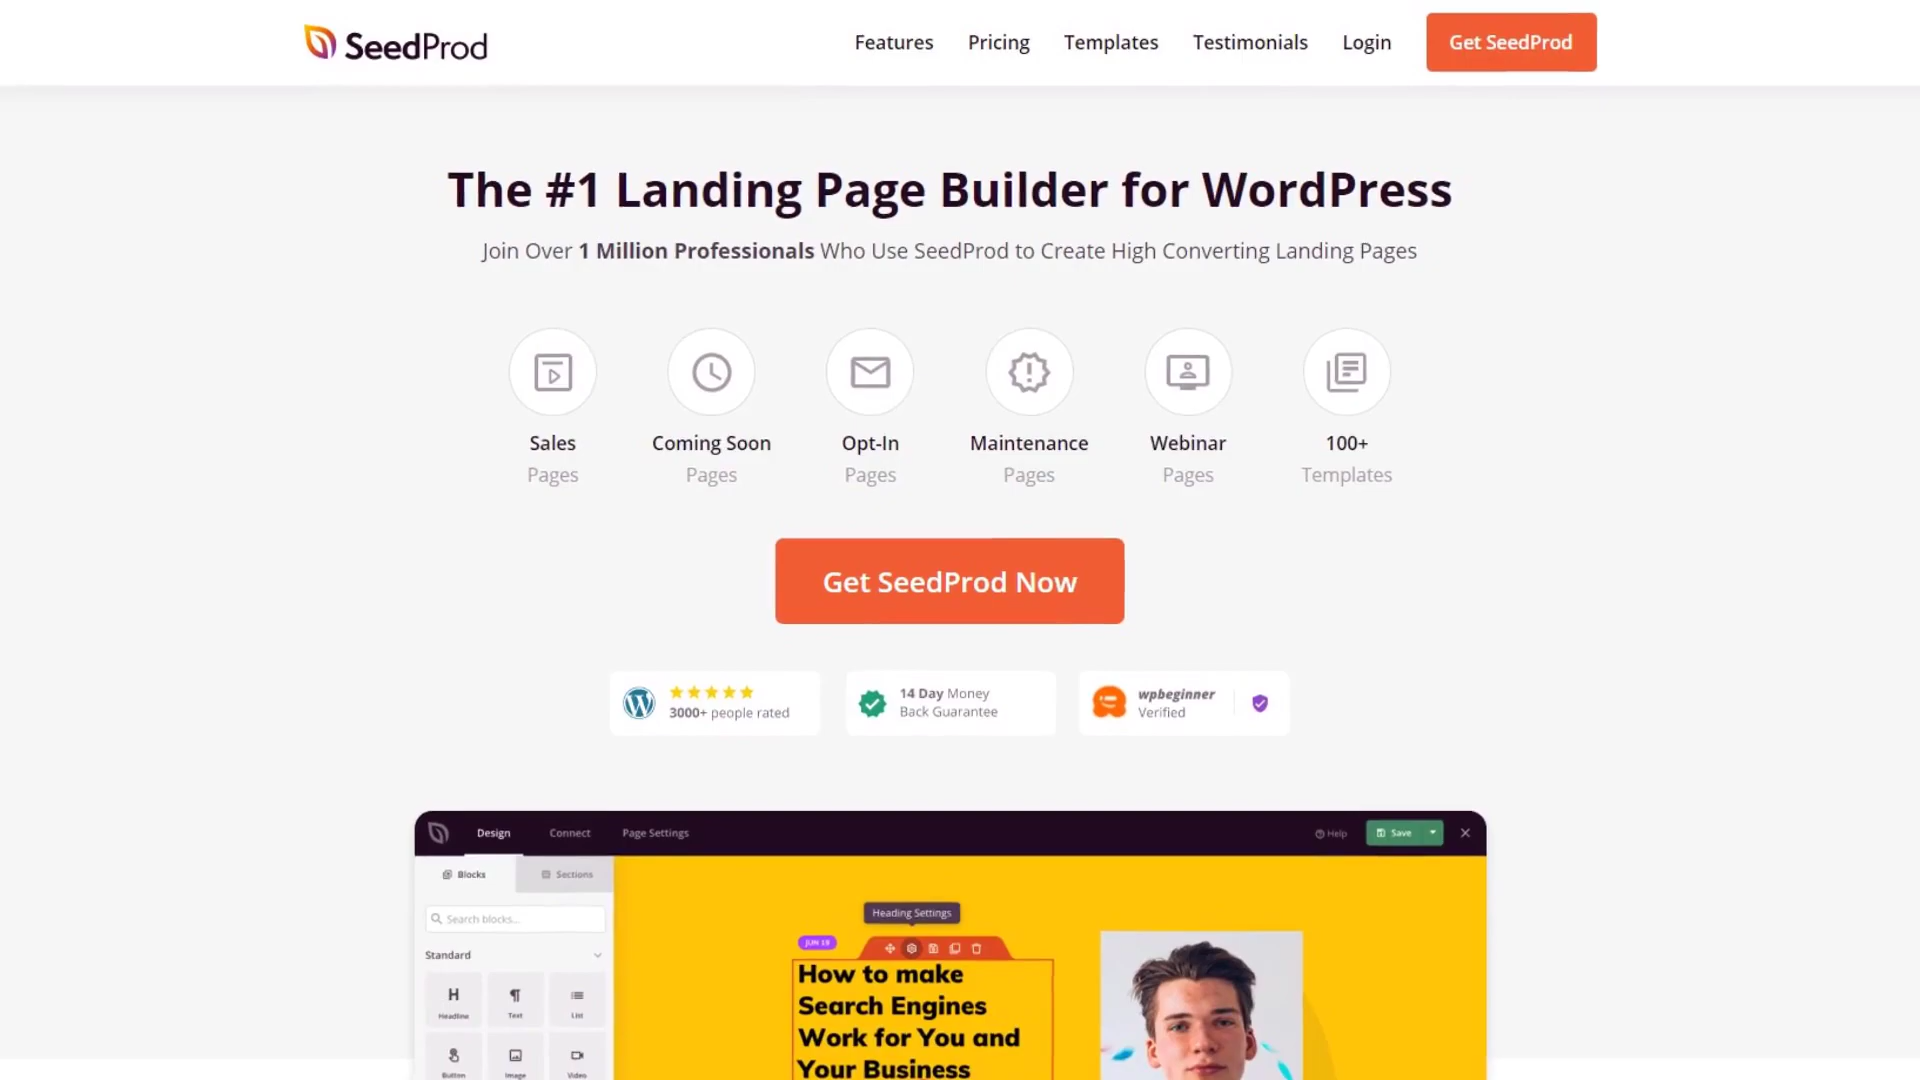 SeedProd
Features Pricing Templates Testimonials Login Get SeedProd
The #1 Landing Page Builder for WordPress
Join Over 1 Million Professionals Who Use SeedProd to Create High Converting Landing Pages
Sales Coming Soon Opt-In Maintenance Webinar 100+
Pages Pages Pages Pages Pages Templates
Get SeedProd Now
3000+ people rated
14 Day Money
Back Guarantee
wpbeginner
Verified
Design Connect Page Settings Help Save
Blocks Sections
Search blocks...
Standard
Headline Text List
Button Image Video
Heading Settings
JUN 19
How to make
Search Engines
Work for You and
Your Business